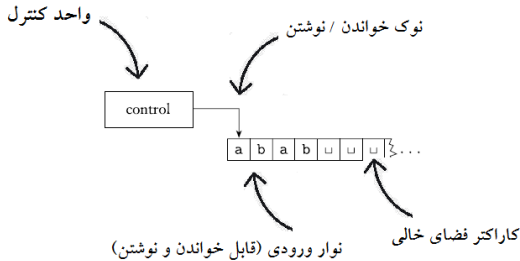 واحد کنترل
نوک خواندن / نوشتن
control
a b a b ␣ ␣ ␣ ...
کاراکتر فضای خالی
نوار ورودی (قابل خواندن و نوشتن)